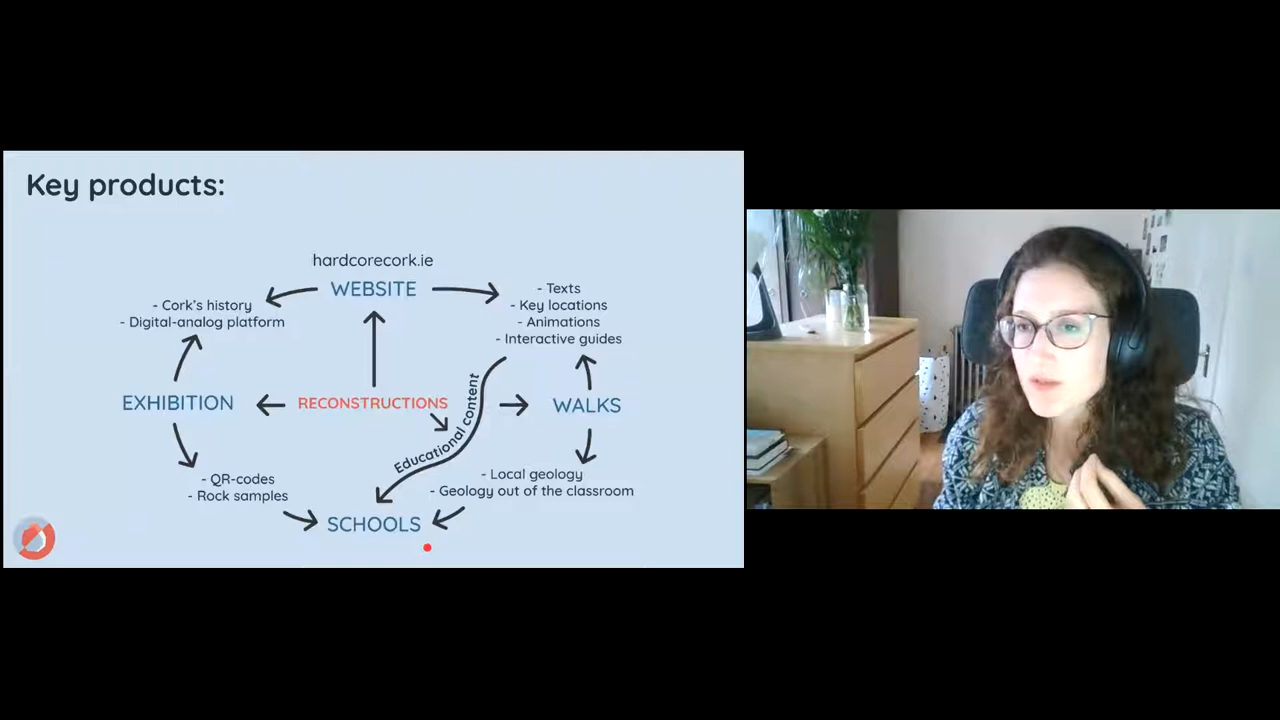 Key products:
hardcorecork.ie
WEBSITE
- Cork's history
- Digital-analog platform
- Texts
- Key locations
- Animations
- Interactive guides
EXHIBITION
RECONSTRUCTIONS
Educational content
WALKS
- QR-codes
- Rock samples
- Local geology
- Geology out of the classroom
SCHOOLS